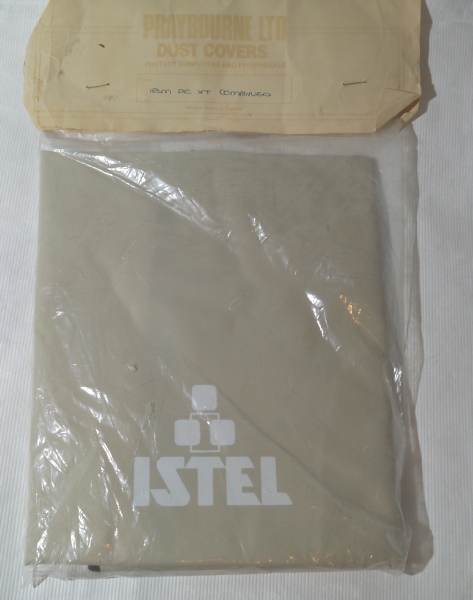 PRAYBOURNE LTD
DUST COVERS
IBM PC XT COMBINED
ISTEL